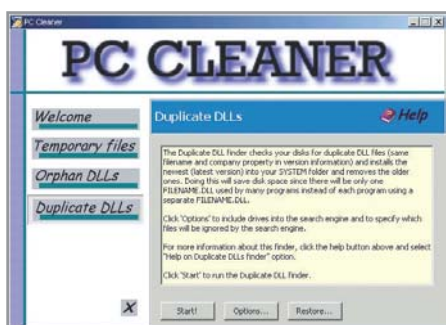 PC Cleaner
PC CLEANER
Welcome
Temporary files
Orphan DLLs
Duplicate DLLs
X
Duplicate DLLs
Help
The Duplicate DLL finder checks your disks for duplicate DLL files (same
filename and company property in version information) and installs the
newest (latest version) into your SYSTEM folder and removes the older
ones. Doing this will save disk space since there will be only one
FILENAME.DLL used by many programs instead of each program using a
separate FILENAME.DLL.
Click 'Options' to include drives into the search engine and to specify which
files will be ignored by the search engine.
For more information about this finder, click the help button above and select
"Help on Duplicate DLLs finder" option.
Click 'Start' to run the Duplicate DLL finder.
Start!
Options...
Restore...